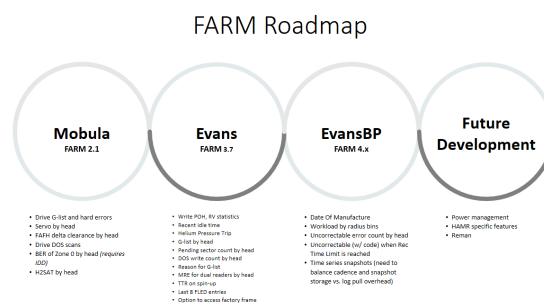 FARM Roadmap
Mobula
FARM 2.1
Evans
FARM 3.7
EvansBP
FARM 4.x
Future
Development
• Drive G-list and hard errors
• Servo by head
• FAFH delta clearance by head
• Drive DOS scans
• BER of Zone 0 by head (requires
IDD)
• H2SAT by head
• Write POH, RV statistics
• Recent idle time
• Helium Pressure Trip
• G-list by head
• Pending sector count by head
• DOS write count by head
• Reason for G-list
• MRE for dual readers by head
• TTR on spin-up
• Last 8 FLED entries
• Option to access factory frame
• Date Of Manufacture
• Workload by radius bins
• Uncorrectable error count by head
• Uncorrectable (w/ code) when Rec
Time Limit is reached
• Time series snapshots (need to
balance cadence and snapshot
storage vs. log pull overhead)
• Power management
• HAMR specific features
• Reman